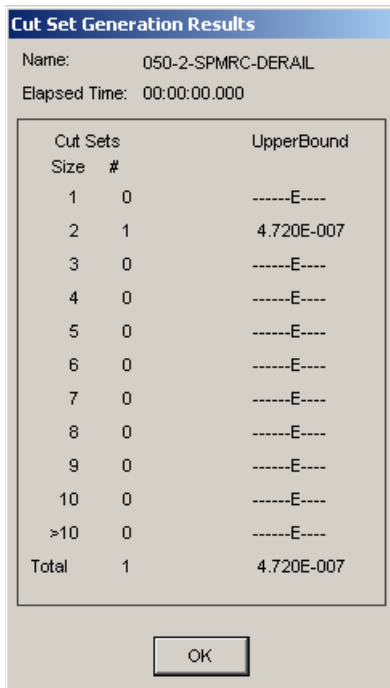 Cut Set Generation Results
Name: 050-2-SPMRC-DERAIL
Elapsed Time: 00:00:00.000
Cut Sets UpperBound
Size #
1 0 ------E----
2 1 4.720E-007
3 0 ------E----
4 0 ------E----
5 0 ------E----
6 0 ------E----
7 0 ------E----
8 0 ------E----
9 0 ------E----
10 0 ------E----
>10 0 ------E----
Total 1 4.720E-007
OK